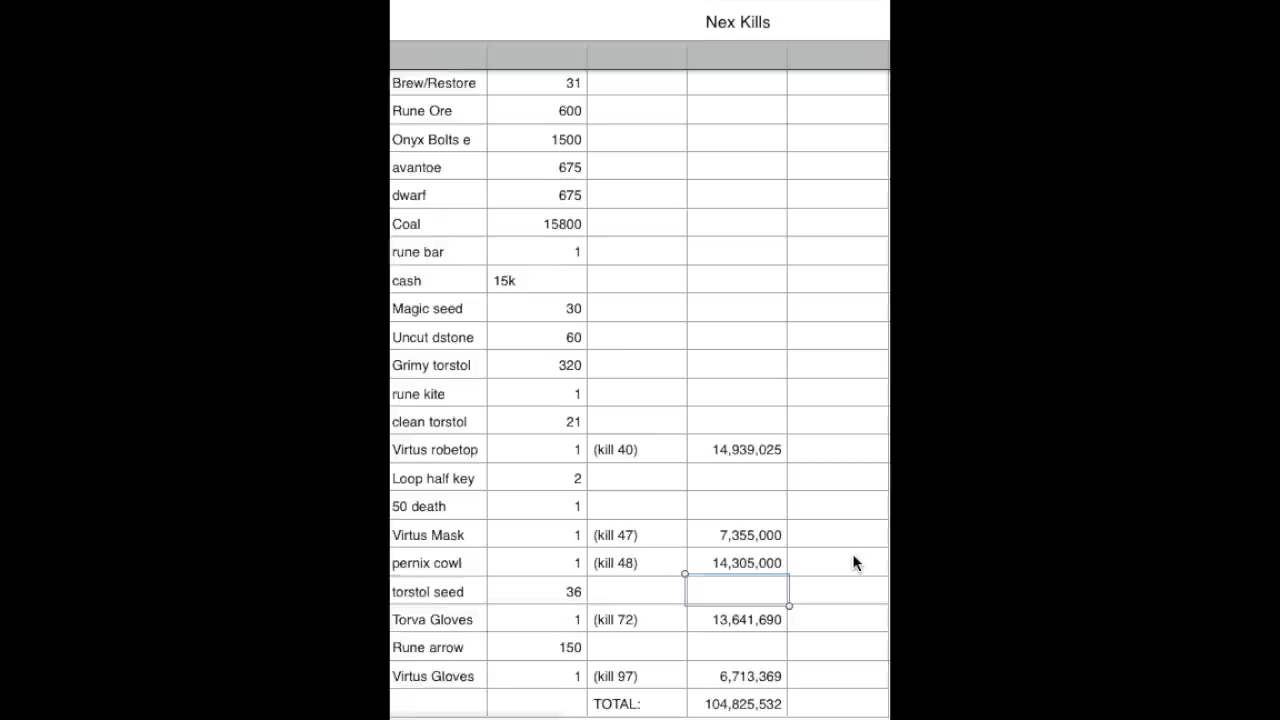 Nex Kills
Brew/Restore 31
Rune Ore 600
Onyx Bolts e 1500
avantoe 675
dwarf 675
Coal 15800
rune bar 1
cash 15k
Magic seed 30
Uncut dstone 60
Grimy torstol 320
rune kite 1
clean torstol 21
Virtus robetop 1 (kill 40) 14,939,025
Loop half key 2
50 death 1
Virtus Mask 1 (kill 47) 7,355,000
pernix cowl 1 (kill 48) 14,305,000
torstol seed 36
Torva Gloves 1 (kill 72) 13,641,690
Rune arrow 150
Virtus Gloves 1 (kill 97) 6,713,369
TOTAL: 104,825,532